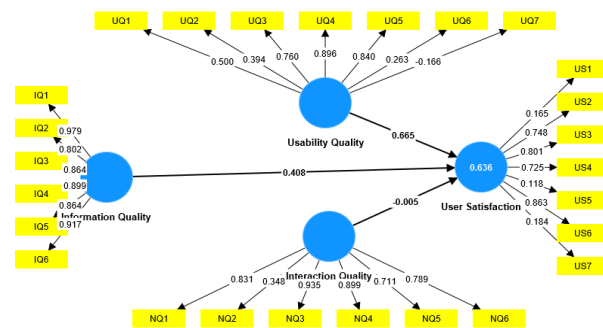 UQ1 UQ2 UQ3 UQ4 UQ5 UQ6 UQ7
0.500 0.394 0.760 0.896 0.840 0.263 -0.166
Usability Quality
0.665
IQ1
IQ2
IQ3
IQ4
IQ5
IQ6
0.979
0.802
0.864
0.899
0.864
0.917
Information Quality
0.408
US1
US2
US3
US4
US5
US6
US7
0.165
0.748
0.801
0.725
0.118
0.863
0.184
0.636
User Satisfaction
-0.005
Interaction Quality
0.831 0.348 0.935 0.899 0.711 0.789
NQ1 NQ2 NQ3 NQ4 NQ5 NQ6